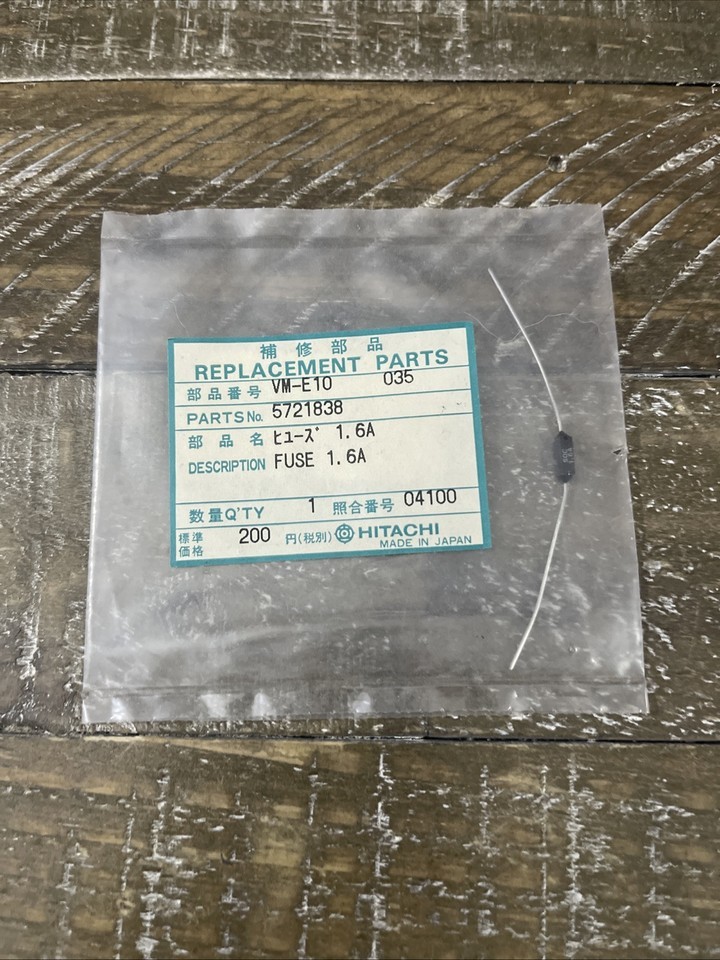 補修部品
REPLACEMENT PARTS
部品番号 VM-E10 035
PARTS No. 5721838
部品名 ﾋｭｰｽﾞ 1.6A
DESCRIPTION FUSE 1.6A
数量Q'TY 1 照合番号 04100
標準価格 200 円(税別) HITACHI
MADE IN JAPAN